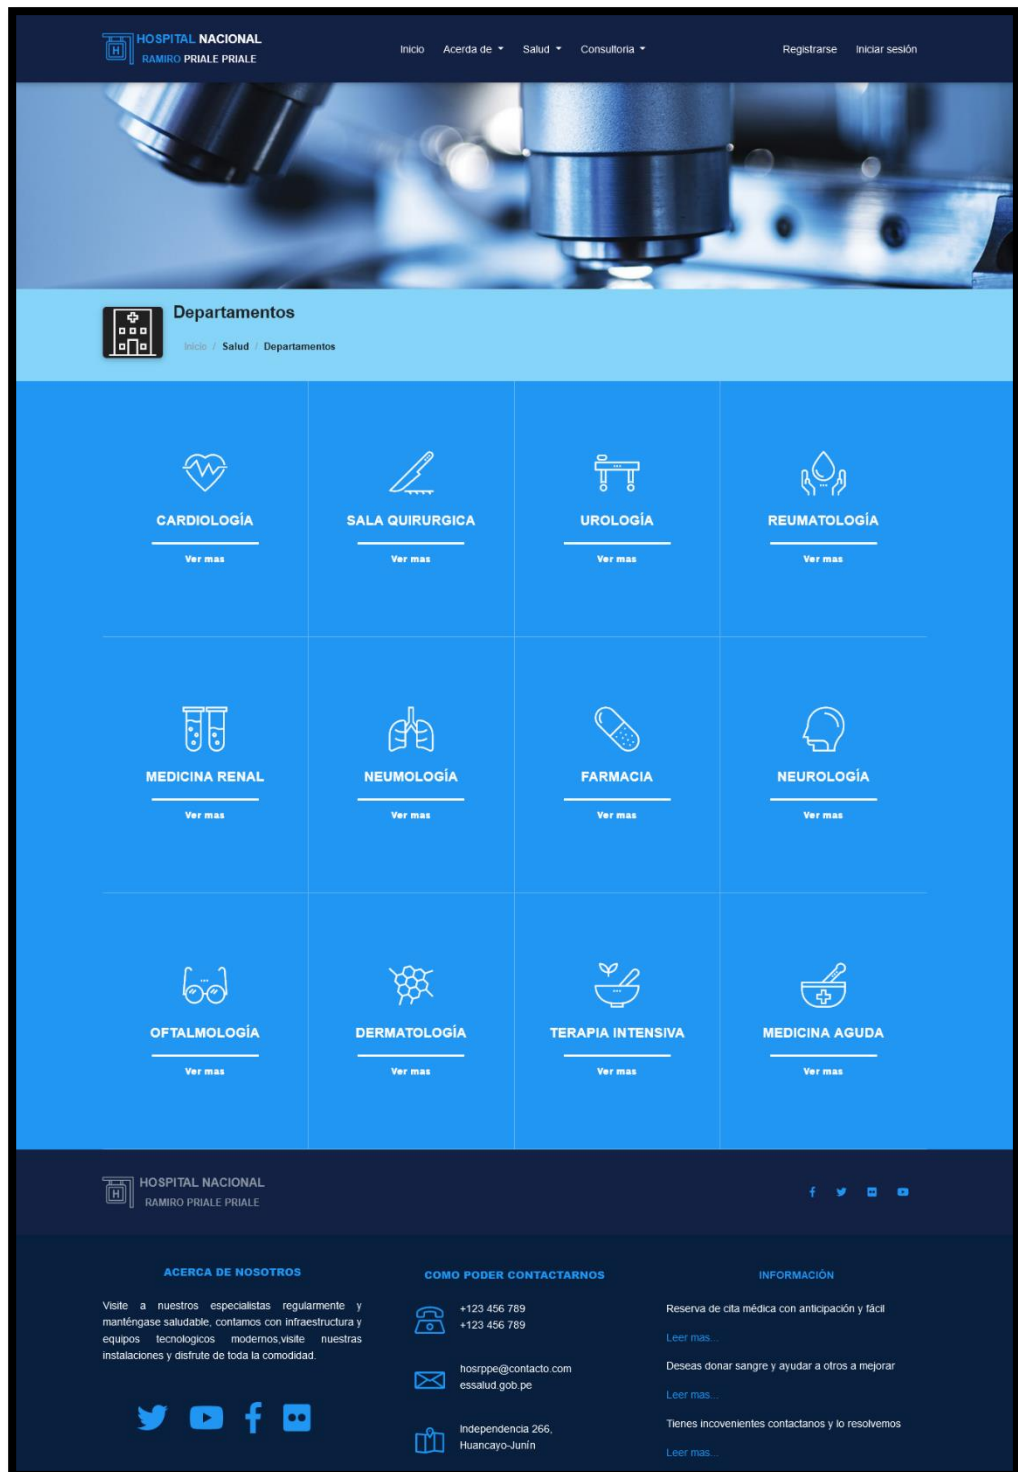 HOSPITAL NACIONAL
RAMIRO PRIALE PRIALE
Inicio Acerda de Salud Consultoria Registrarse Iniciar sesión
Departamentos
Inicio / Salud / Departamentos
CARDIOLOGÍA SALA QUIRURGICA UROLOGÍA REUMATOLOGÍA
Ver mas Ver mas Ver mas Ver mas
MEDICINA RENAL NEUMOLOGÍA FARMACIA NEUROLOGÍA
Ver mas Ver mas Ver mas Ver mas
OFTALMOLOGÍA DERMATOLOGÍA TERAPIA INTENSIVA MEDICINA AGUDA
Ver mas Ver mas Ver mas Ver mas
HOSPITAL NACIONAL
RAMIRO PRIALE PRIALE
ACERCA DE NOSOTROS
Visite a nuestros especialistas regularmente y
manténgase saludable, contamos con infraestructura y
equipos tecnologicos modernos,visite nuestras
instalaciones y disfrute de toda la comodidad.
COMO PODER CONTACTARNOS
+123 456 789
+123 456 789
hosrppe@contacto.com
essalud.gob.pe
Independencia 266,
Huancayo-Junín
INFORMACIÓN
Reserva de cita médica con anticipación y fácil
Leer mas...
Deseas donar sangre y ayudar a otros a mejorar
Leer mas...
Tienes incovenientes contactanos y lo resolvemos
Leer mas...